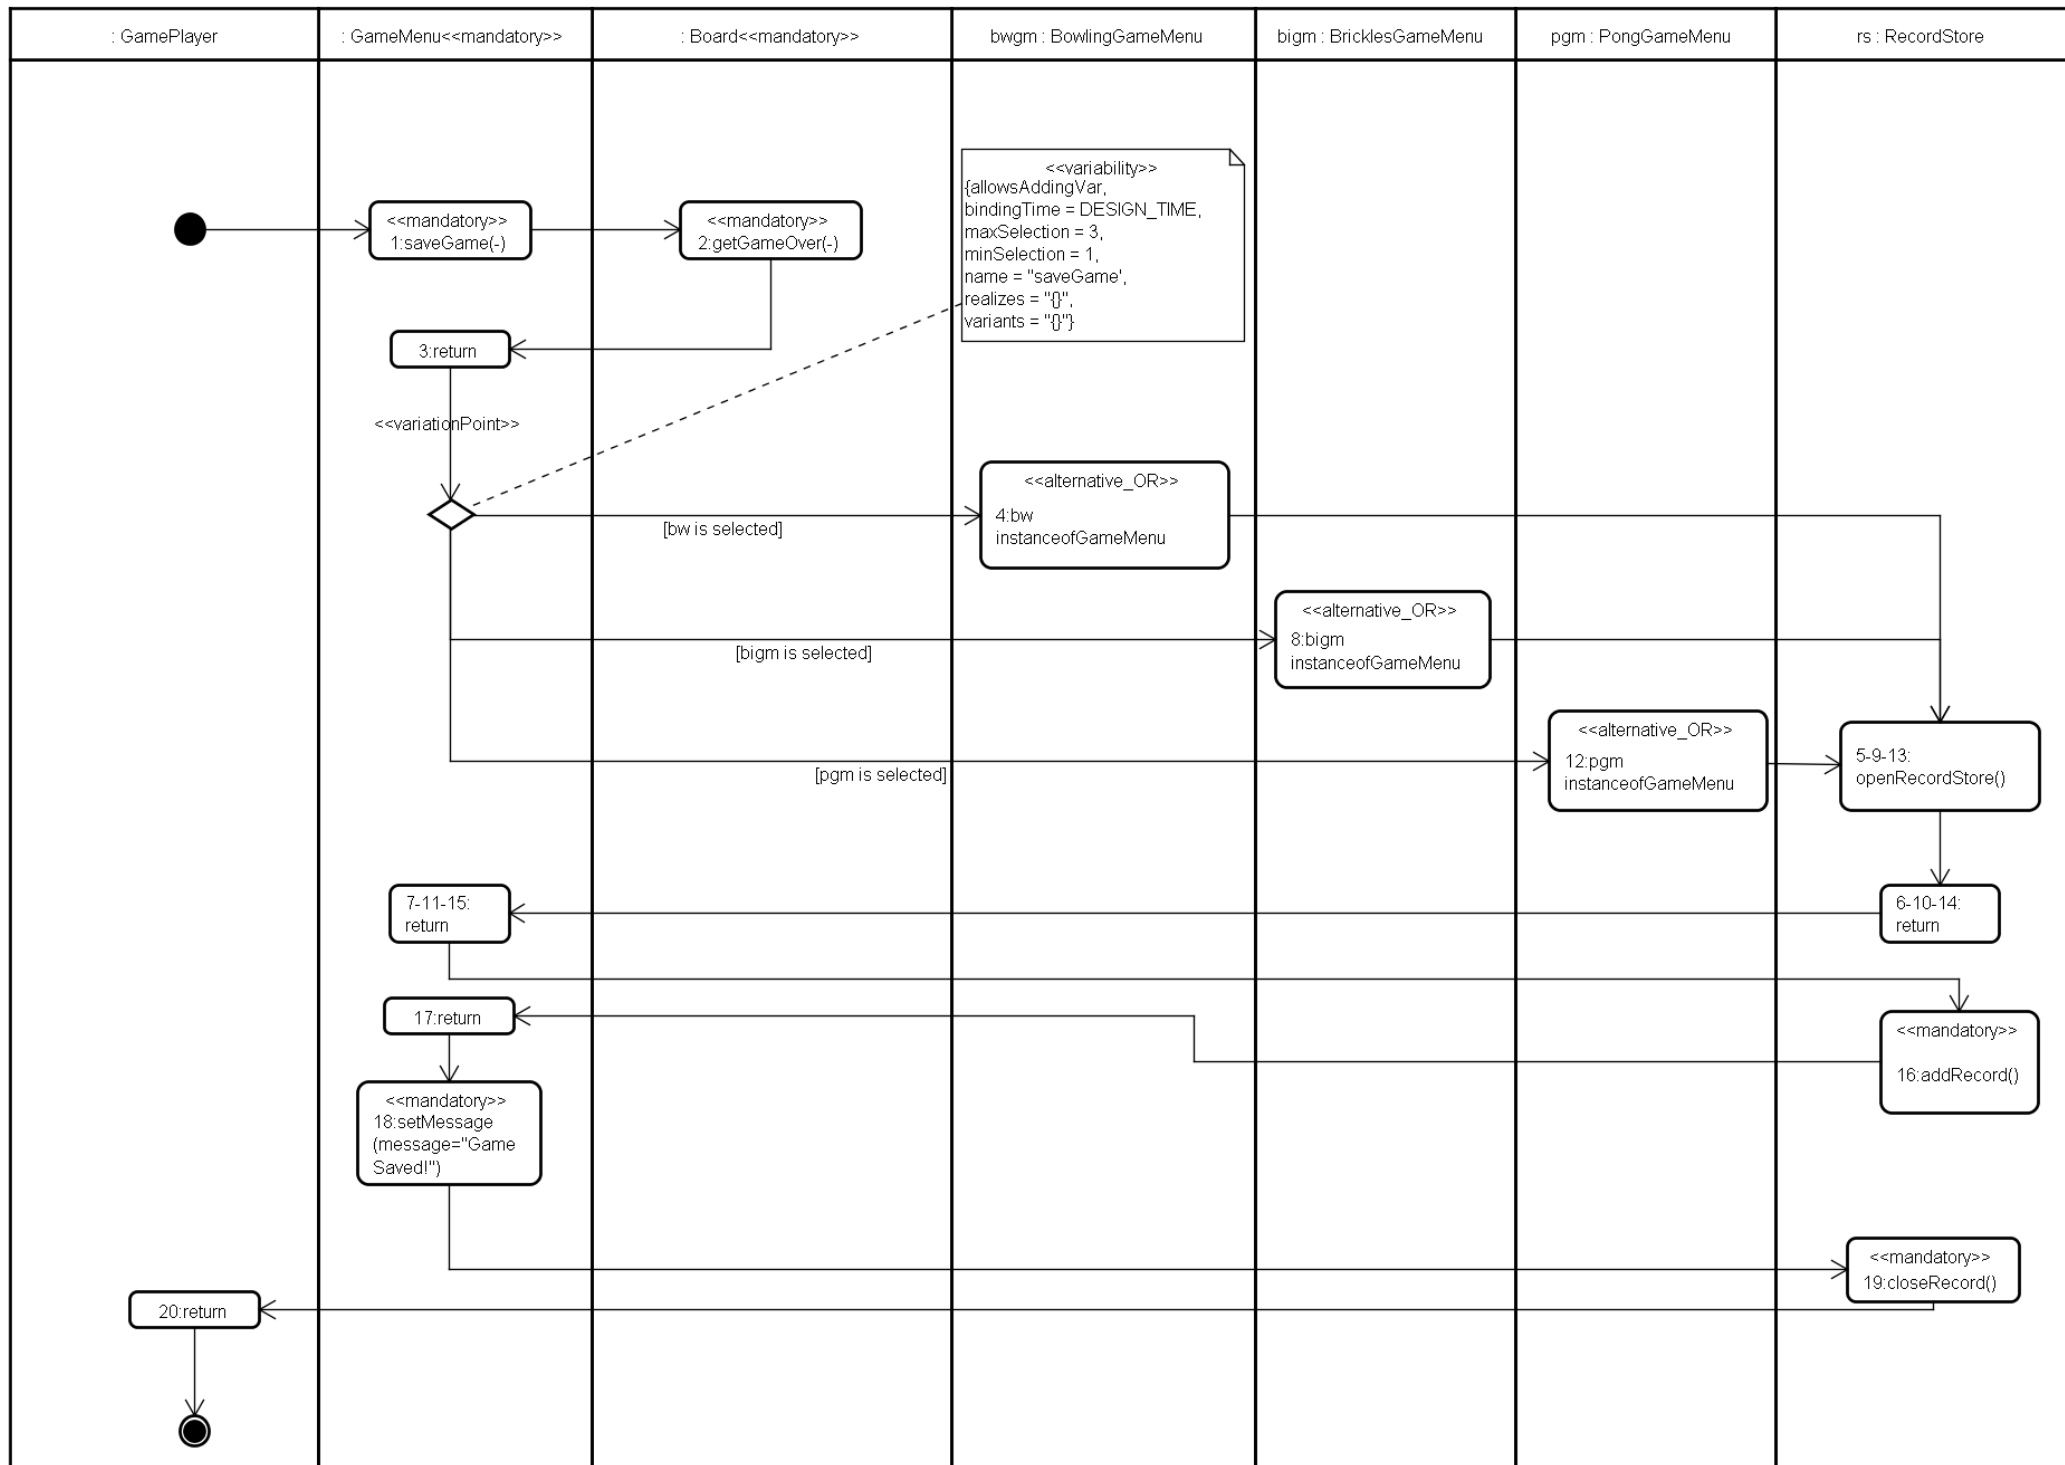 : GamePlayer
: GameMenu<<mandatory>>
: Board<<mandatory>>
bwgm : BowlingGameMenu
bigm : BricklesGameMenu
pgm : PongGameMenu
rs : RecordStore
<<variability>>
{allowsAddingVar,
bindingTime = DESIGN_TIME,
maxSelection = 3,
minSelection = 1,
name = "saveGame',
realizes = "{}",
variants = "{}"}
<<mandatory>>
1:saveGame(-)
<<mandatory>>
2:getGameOver(-)
3:return
<<variationPoint>>
<<alternative_OR>>
4:bw
instanceofGameMenu
[bw is selected]
<<alternative_OR>>
8:bigm
instanceofGameMenu
[bigm is selected]
<<alternative_OR>>
12:pgm
instanceofGameMenu
[pgm is selected]
5-9-13:
openRecordStore()
7-11-15:
return
6-10-14:
return
17:return
<<mandatory>>
16:addRecord()
<<mandatory>>
18:setMessage
(message="Game
Saved!")
<<mandatory>>
19:closeRecord()
20:return